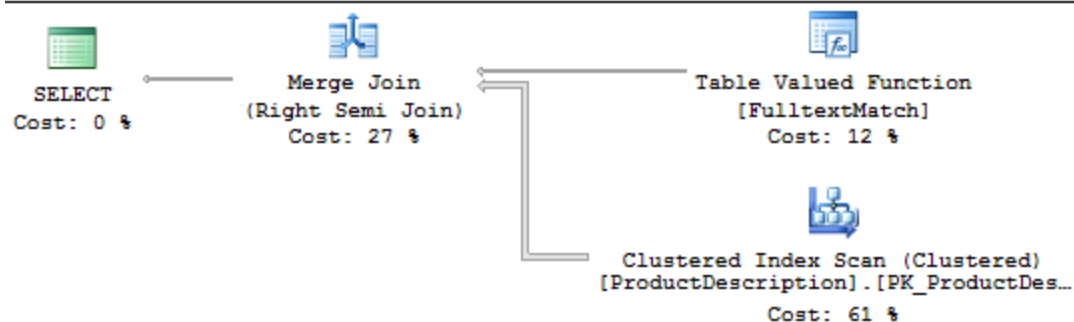 SELECT
Cost: 0 %
Merge Join
(Right Semi Join)
Cost: 27 %
Table Valued Function
[FulltextMatch]
Cost: 12 %
Clustered Index Scan (Clustered)
[ProductDescription].[PK_ProductDes…
Cost: 61 %